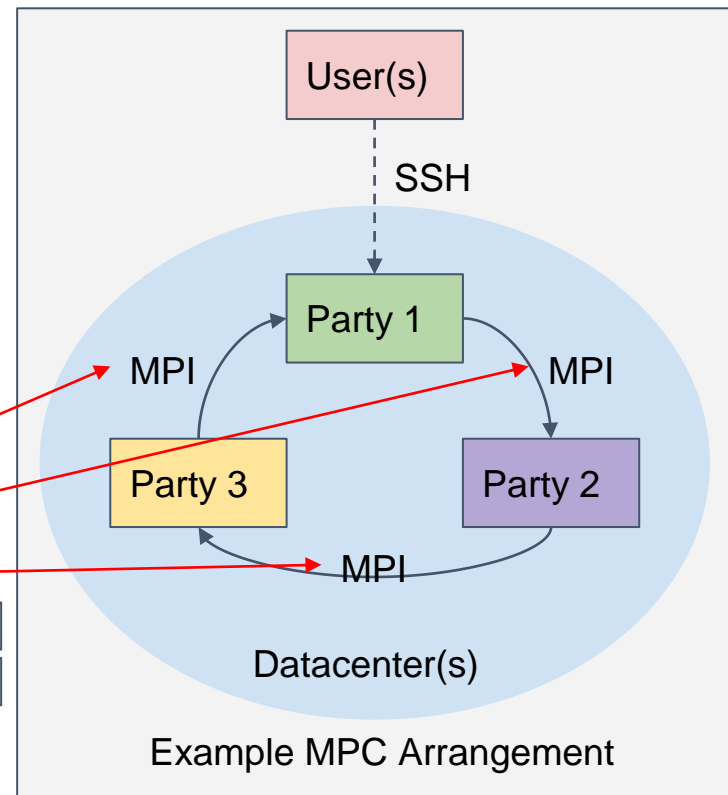 User(s)
SSH
Party 1
MPI
MPI
Party 3
Party 2
MPI
Datacenter(s)
Example MPC Arrangement